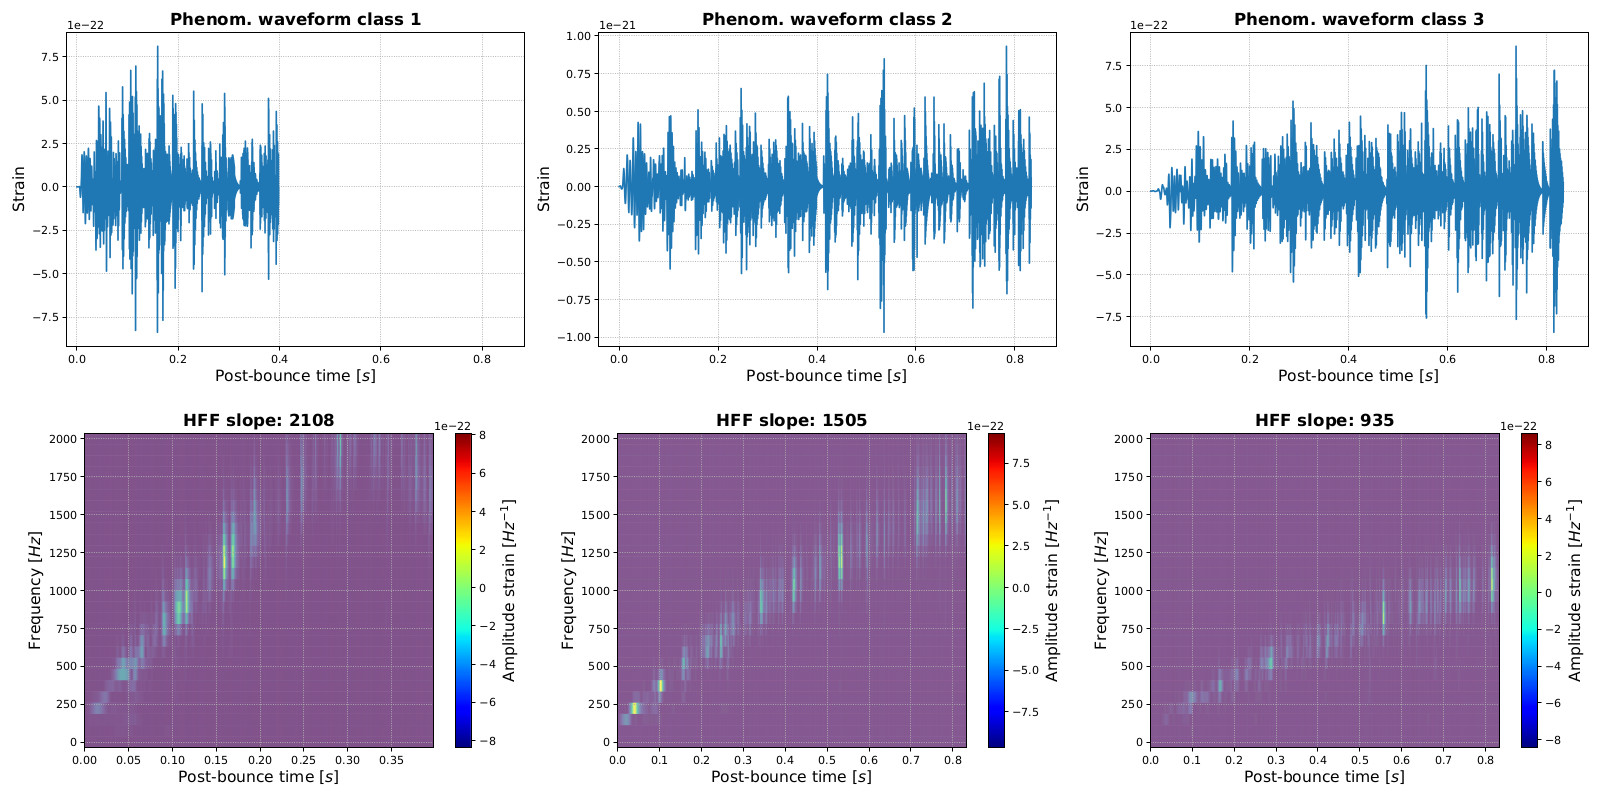 Phenom. waveform class 1
1e−22
7.5
5.0
2.5
0.0
−2.5
−5.0
−7.5
Strain
0.0 0.2 0.4 0.6 0.8
Post-bounce time [s]
Phenom. waveform class 2
1e−21
1.00
0.75
0.50
0.25
0.00
−0.25
−0.50
−0.75
−1.00
Strain
0.0 0.2 0.4 0.6 0.8
Post-bounce time [s]
Phenom. waveform class 3
1e−22
7.5
5.0
2.5
0.0
−2.5
−5.0
−7.5
Strain
0.0 0.2 0.4 0.6 0.8
Post-bounce time [s]
HFF slope: 2108
2000
1750
1500
1250
1000
750
500
250
0
Frequency [Hz]
0.00 0.05 0.10 0.15 0.20 0.25 0.30 0.35
Post-bounce time [s]
1e−22
8
6
4
2
0
−2
−4
−6
−8
Amplitude strain [Hz⁻¹]
HFF slope: 1505
2000
1750
1500
1250
1000
750
500
250
0
Frequency [Hz]
0.0 0.1 0.2 0.3 0.4 0.5 0.6 0.7 0.8
Post-bounce time [s]
1e−22
7.5
5.0
2.5
0.0
−2.5
−5.0
−7.5
Amplitude strain [Hz⁻¹]
HFF slope: 935
2000
1750
1500
1250
1000
750
500
250
0
Frequency [Hz]
0.0 0.1 0.2 0.3 0.4 0.5 0.6 0.7 0.8
Post-bounce time [s]
1e−22
8
6
4
2
0
−2
−4
−6
−8
Amplitude strain [Hz⁻¹]